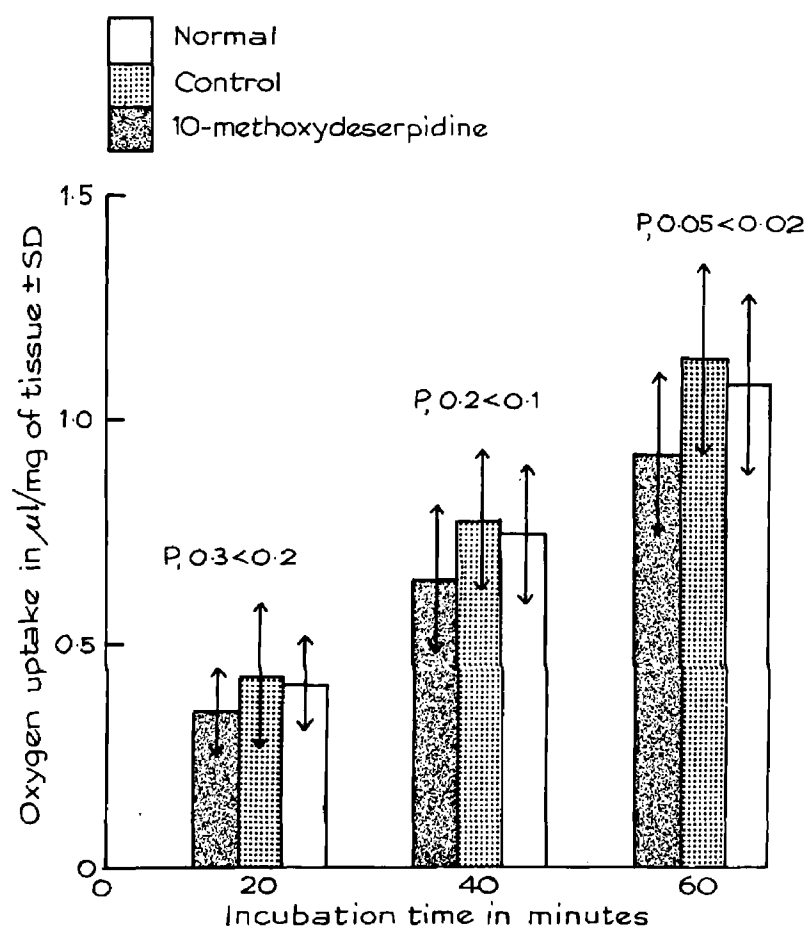 Normal
Control
10-methoxydeserpidine
Oxygen uptake in μl/mg of tissue ±SD
1·5
1·0
0·5
0
P, 0·3<0·2
P, 0·2<0·1
P, 0·05<0·02
0 20 40 60
Incubation time in minutes